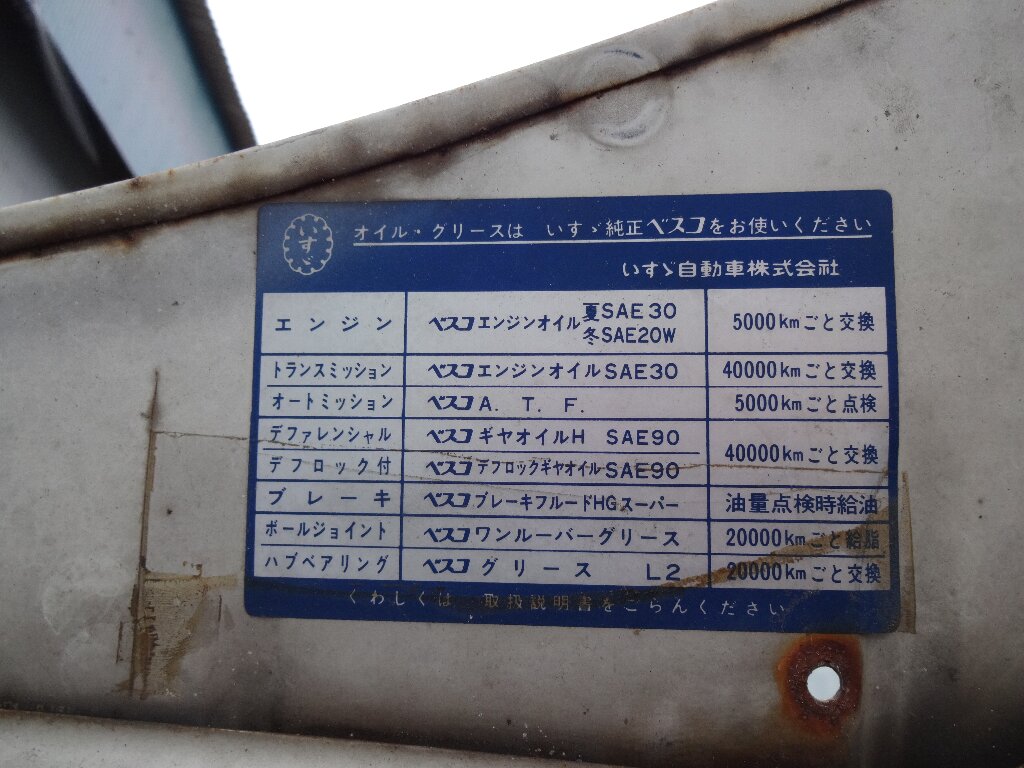 いすゞ
オイル・グリースは いすゞ純正ベスコをお使いください
いすゞ自動車株式会社
エンジン ベスコエンジンオイル 夏SAE30 5000kmごと交換
冬SAE20W
トランスミッション ベスコエンジンオイルSAE30 40000kmごと交換
オートミッション ベスコA. T. F. 5000kmごと点検
デファレンシャル ベスコギヤオイルH SAE90 40000kmごと交換
デフロック付 ベスコデフロックギヤオイルSAE90
ブレーキ ベスコブレーキフルードHGスーパー 油量点検時給油
ボールジョイント ベスコワンルーバーグリース 20000kmごと給脂
ハブベアリング ベスコグリース L2 20000kmごと交換
くわしくは 取扱説明書をごらんください